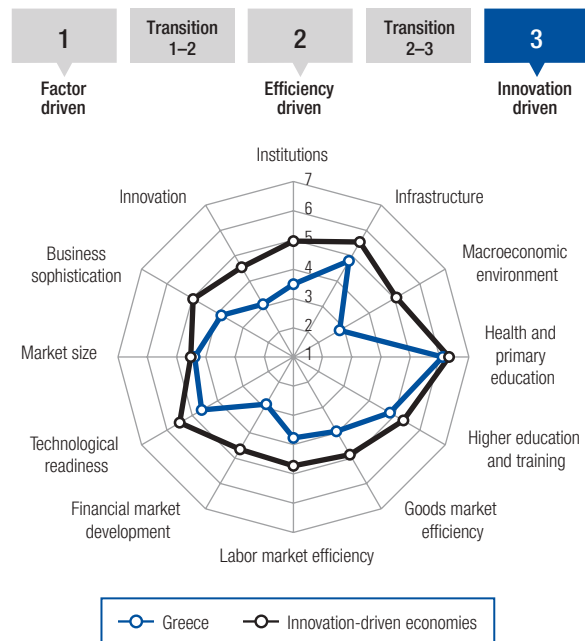 1
Factor
driven
Transition
1–2
2
Efficiency
driven
Transition
2–3
3
Innovation
driven
Institutions
Infrastructure
Macroeconomic
environment
Health and
primary
education
Higher education
and training
Goods market
efficiency
Labor market efficiency
Financial market
development
Technological
readiness
Market size
Business
sophistication
Innovation
7
6
5
4
3
2
1
Greece
Innovation-driven economies